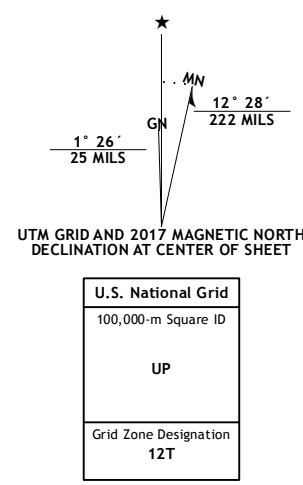 ★
MN
GN
12° 28´
222 MILS
1° 26´
25 MILS
UTM GRID AND 2017 MAGNETIC NORTH
DECLINATION AT CENTER OF SHEET
U.S. National Grid
100,000-m Square ID
UP
Grid Zone Designation
12T